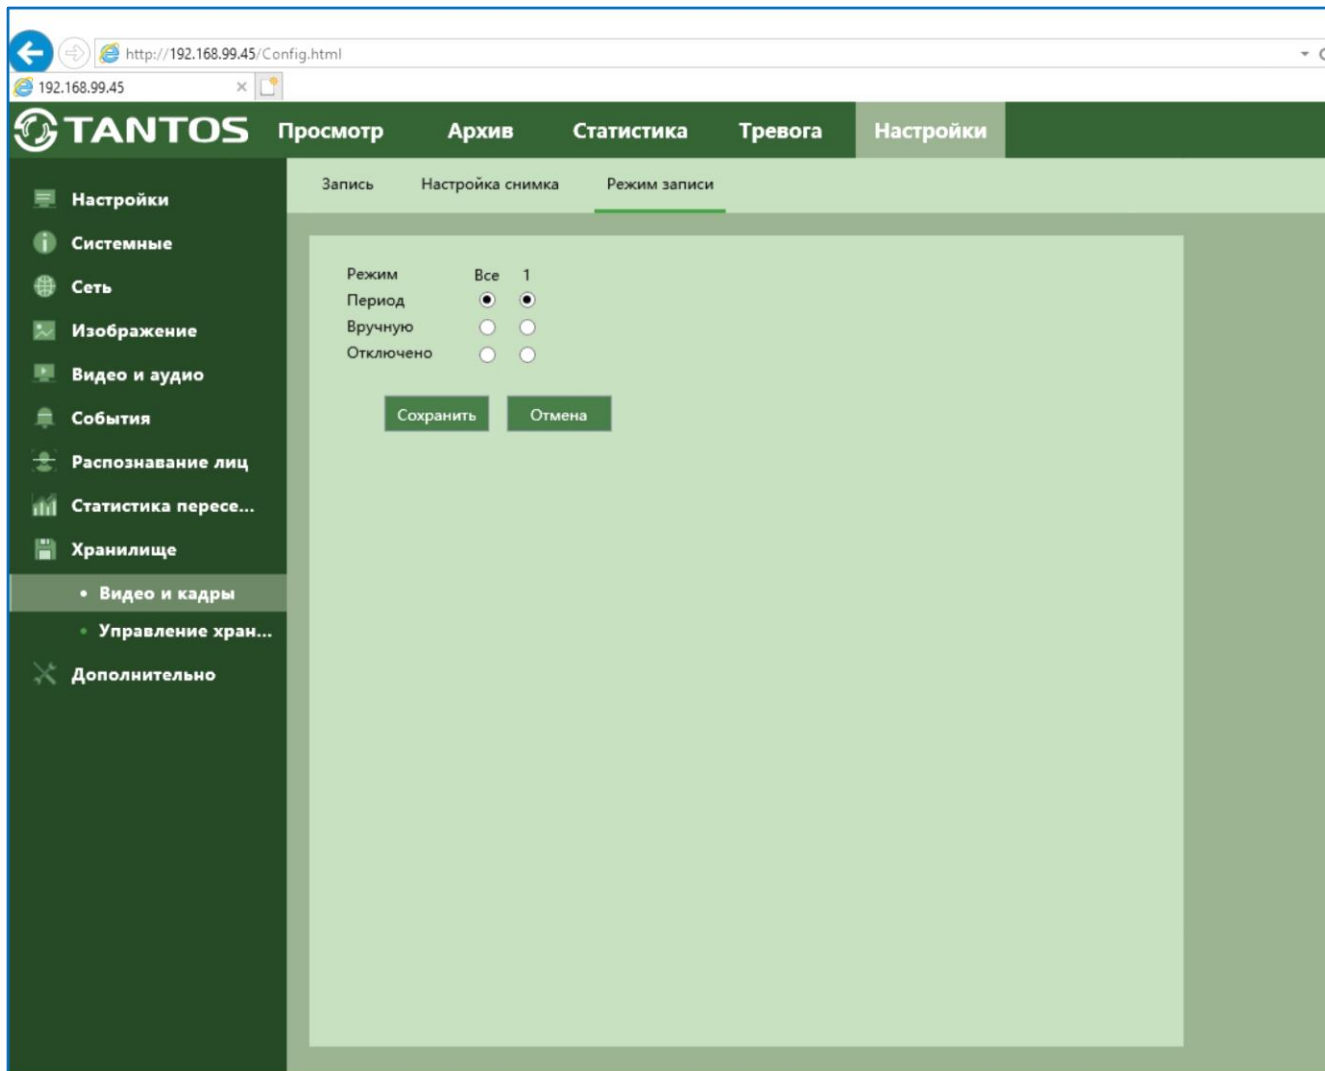 http://192.168.99.45/Config.html
192.168.99.45
TANTOS Просмотр Архив Статистика Тревога Настройки
Запись Настройка снимка Режим записи
Настройки
Системные
Сеть
Изображение
Видео и аудио
События
Распознавание лиц
Статистика пересе...
Хранилище
• Видео и кадры
• Управление хран...
Дополнительно
Режим Все 1
Период
Вручную
Отключено
Сохранить Отмена